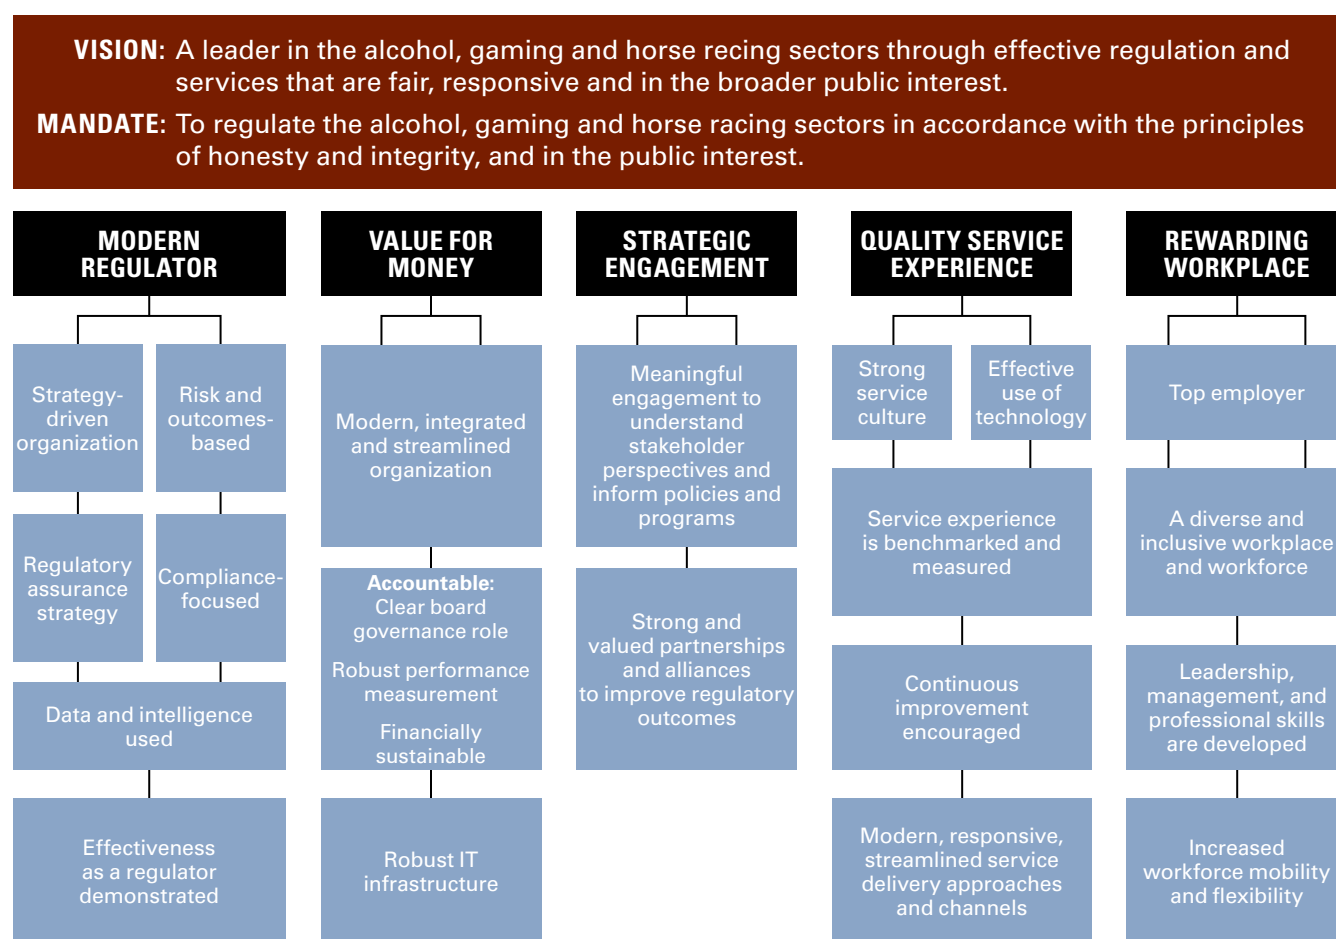 VISION: A leader in the alcohol, gaming and horse recing sectors through effective regulation and
services that are fair, responsive and in the broader public interest.
MANDATE: To regulate the alcohol, gaming and horse racing sectors in accordance with the principles
of honesty and integrity, and in the public interest.
MODERN
REGULATOR
Strategy-
driven
organization
Risk and
outcomes-
based
Regulatory
assurance
strategy
Compliance-
focused
Data and intelligence
used
Effectiveness
as a regulator
demonstrated
VALUE FOR
MONEY
Modern, integrated
and streamlined
organization
Accountable:
Clear board
governance role
Robust performance
measurement
Financially
sustainable
Robust IT
infrastructure
STRATEGIC
ENGAGEMENT
Meaningful
engagement to
understand
stakeholder
perspectives and
inform policies and
programs
Strong and
valued partnerships
and alliances
to improve regulatory
outcomes
QUALITY SERVICE
EXPERIENCE
Strong
service
culture
Effective
use of
technology
Service experience
is benchmarked and
measured
Continuous
improvement
encouraged
Modern, responsive,
streamlined service
delivery approaches
and channels
REWARDING
WORKPLACE
Top employer
A diverse and
inclusive workplace
and workforce
Leadership,
management, and
professional skills
are developed
Increased
workforce mobility
and flexibility